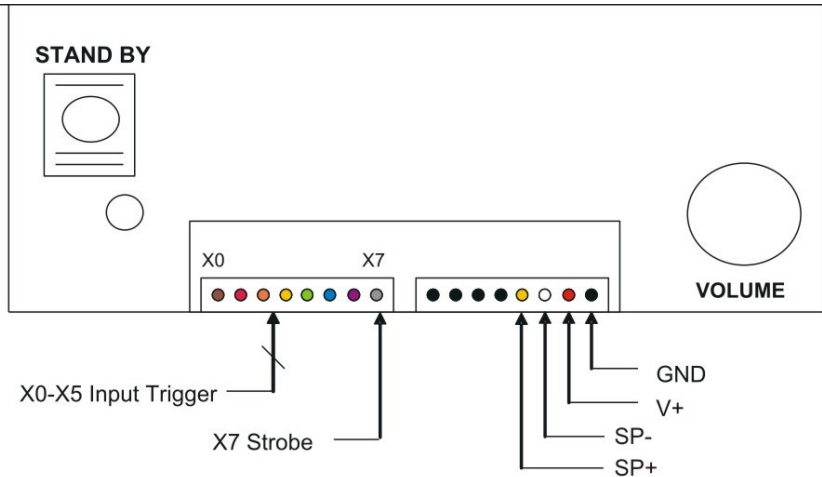 STAND BY
X0
X7
VOLUME
X0-X5 Input Trigger
X7 Strobe
GND
V+
SP-
SP+